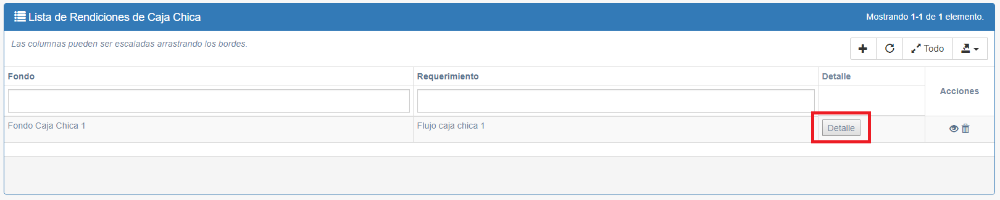 Lista de Rendiciones de Caja Chica
Mostrando 1-1 de 1 elemento.
Las columnas pueden ser escaladas arrastrando los bordes.
Todo
Fondo
Requerimiento
Detalle
Acciones
Fondo Caja Chica 1
Flujo caja chica 1
Detalle